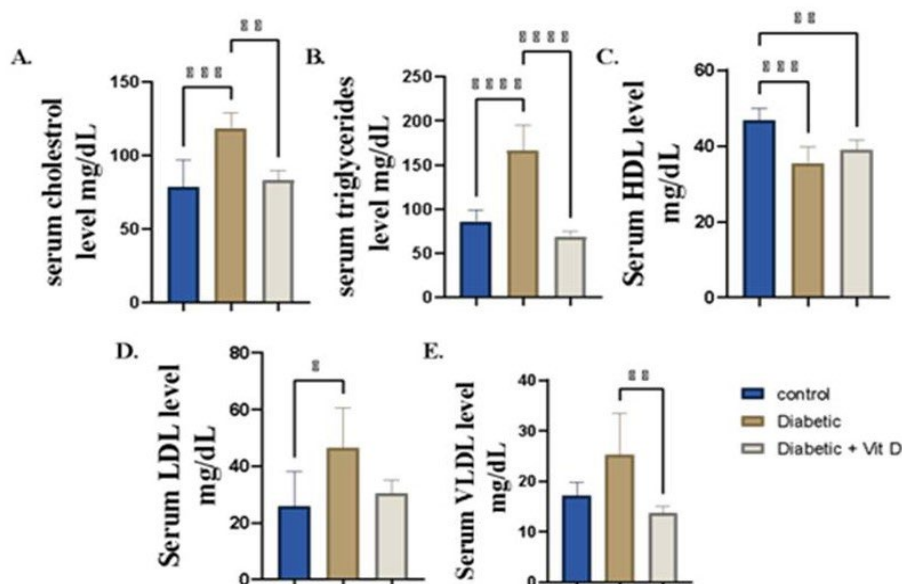 A.
serum cholestrol
level mg/dL
150
100
50
0
B.
serum triglycerides
level mg/dL
250
200
150
100
50
0
C.
Serum HDL level
mg/dL
60
40
20
0
D.
Serum LDL level
mg/dL
80
60
40
20
0
E.
Serum VLDL level
mg/dL
40
30
20
10
0
control
Diabetic
Diabetic + Vit D